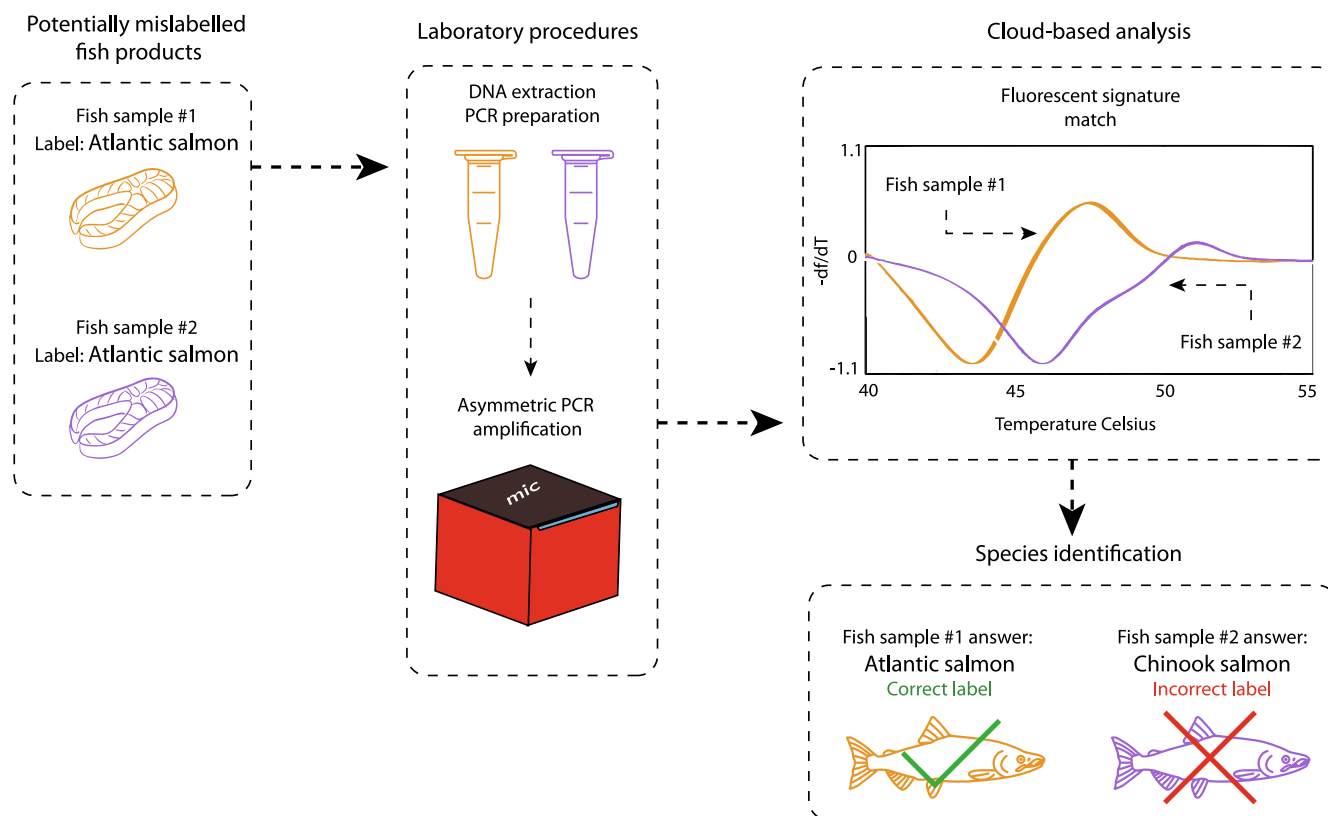 Potentially mislabelled
fish products
Fish sample #1
Label: Atlantic salmon
Fish sample #2
Label: Atlantic salmon
Laboratory procedures
DNA extraction
PCR preparation
Asymmetric PCR
amplification
mic
Cloud-based analysis
Fluorescent signature
match
1.1
0
-1.1
-df/dT
Fish sample #1
Fish sample #2
40
45
50
55
Temperature Celsius
Species identification
Fish sample #1 answer:
Atlantic salmon
Correct label
Fish sample #2 answer:
Chinook salmon
Incorrect label